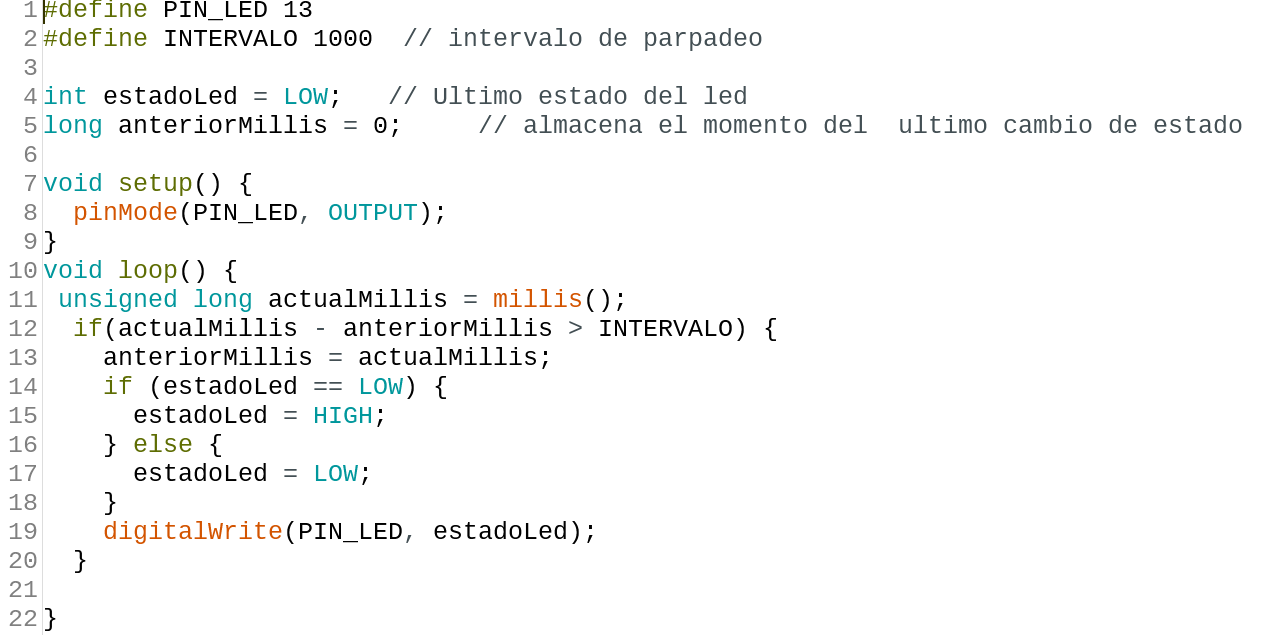 1 #define PIN_LED 13
2 #define INTERVALO 1000  // intervalo de parpadeo
3
4 int estadoLed = LOW;   // Ultimo estado del led
5 long anteriorMillis = 0;     // almacena el momento del  ultimo cambio de estado
6
7 void setup() {
8   pinMode(PIN_LED, OUTPUT);
9 }
10 void loop() {
11  unsigned long actualMillis = millis();
12   if(actualMillis - anteriorMillis > INTERVALO) {
13     anteriorMillis = actualMillis;
14     if (estadoLed == LOW) {
15       estadoLed = HIGH;
16     } else {
17       estadoLed = LOW;
18     }
19     digitalWrite(PIN_LED, estadoLed);
20   }
21
22 }